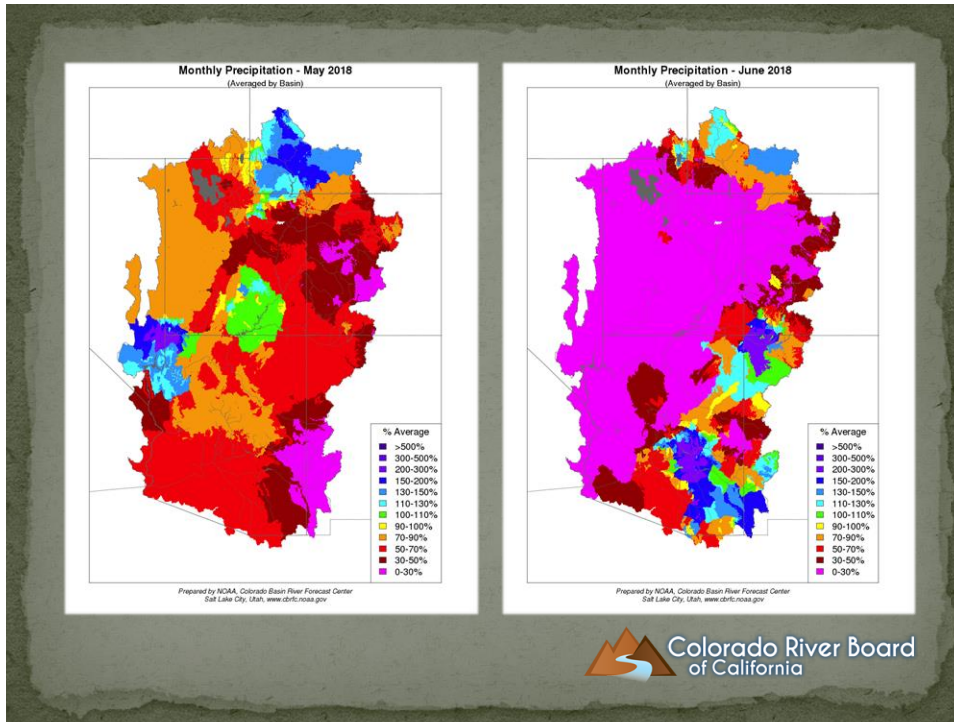 Monthly Precipitation - May 2018
(Averaged by Basin)
% Average
>500%
300-500%
200-300%
150-200%
130-150%
110-130%
100-110%
90-100%
70-90%
50-70%
30-50%
0-30%
Prepared by NOAA, Colorado Basin River Forecast Center
Salt Lake City, Utah, www.cbrfc.noaa.gov
Monthly Precipitation - June 2018
(Averaged by Basin)
% Average
>500%
300-500%
200-300%
150-200%
130-150%
110-130%
100-110%
90-100%
70-90%
50-70%
30-50%
0-30%
Prepared by NOAA, Colorado Basin River Forecast Center
Salt Lake City, Utah, www.cbrfc.noaa.gov
Colorado River Board
of California